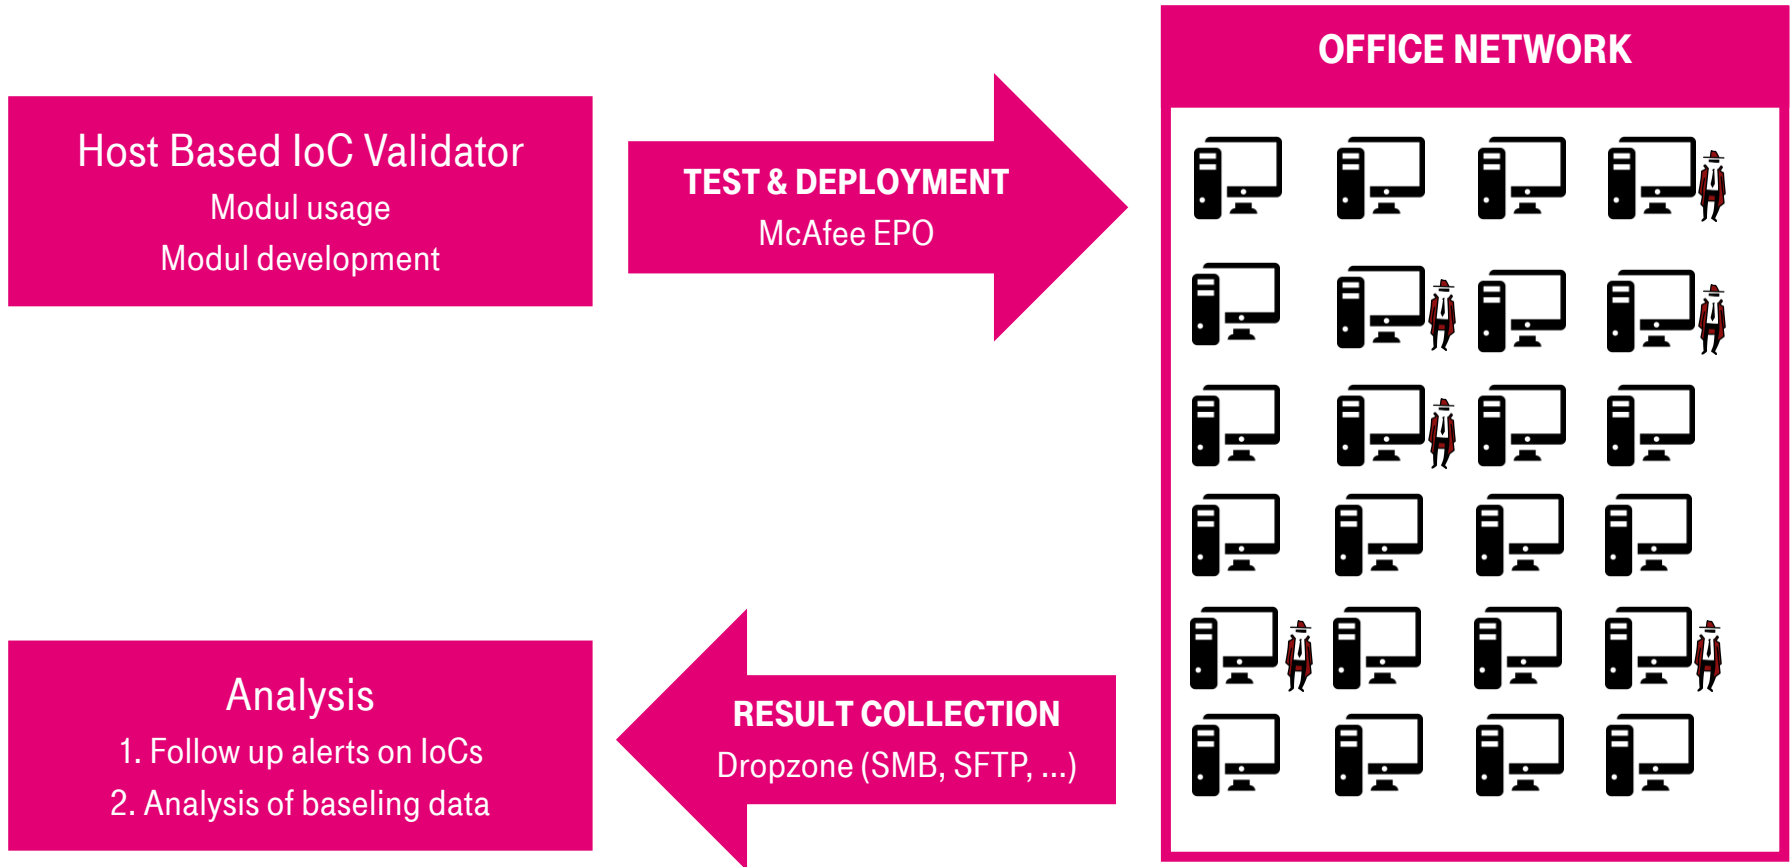 Host Based IoC Validator
Modul usage
Modul development
TEST & DEPLOYMENT
McAfee EPO
OFFICE NETWORK
RESULT COLLECTION
Dropzone (SMB, SFTP, ...)
Analysis
1. Follow up alerts on IoCs
2. Analysis of baseling data